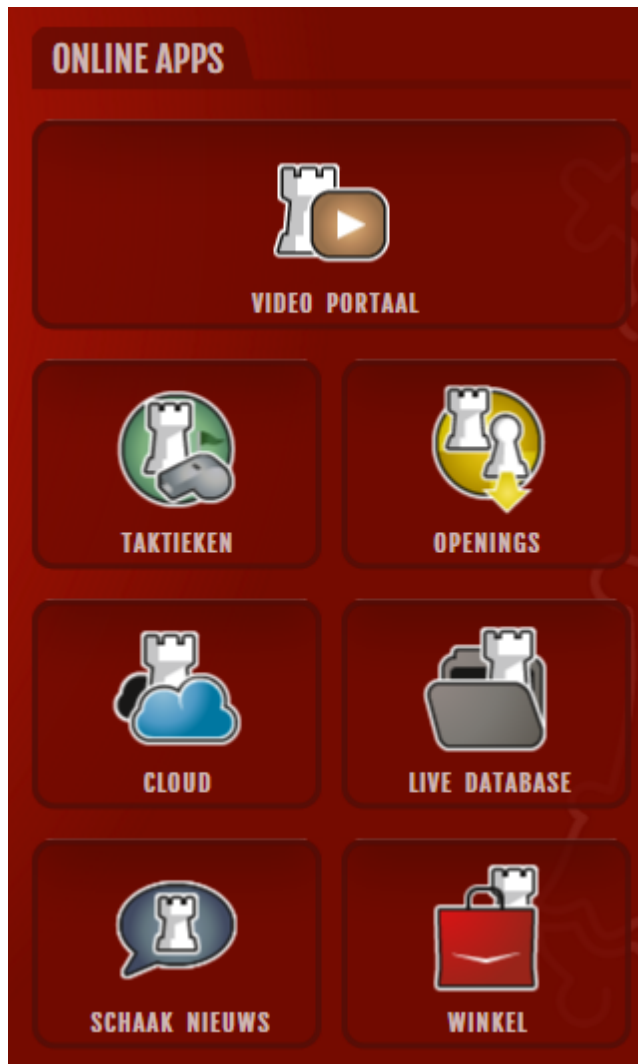 ONLINE APPS
VIDEO PORTAAL
TAKTIEKEN
OPENINGS
CLOUD
LIVE DATABASE
SCHAAK NIEUWS
WINKEL